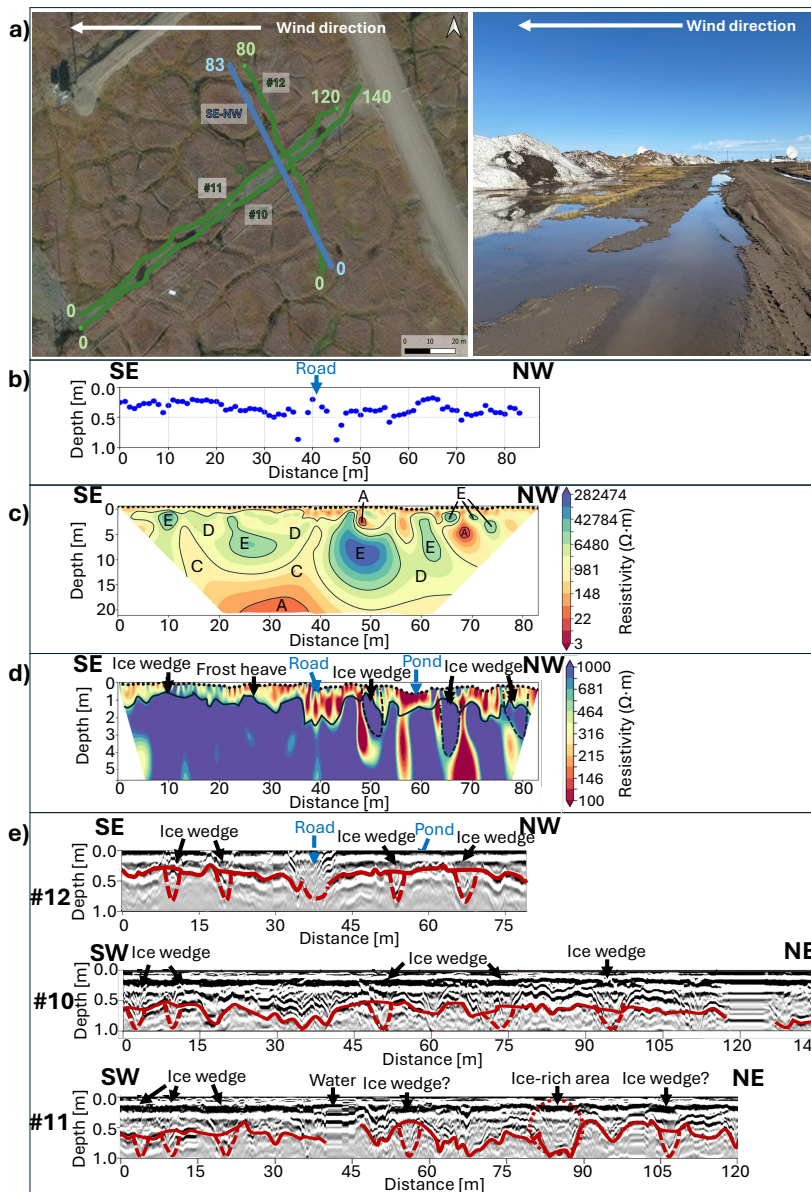 a)
Wind direction
80
83
#12
SE-NW
120
140
#11
#10
0
0
0
0
0 10 20 m
Wind direction
b)
SE
Road
NW
Depth [m]
0.0
0.5
1.0
0 10 20 30 40 50 60 70 80
Distance [m]
c)
SE
A
E
NW
Depth [m]
0
5
10
15
20
E
D
E
D
C
C
A
E
E
D
A
0 10 20 30 40 50 60 70 80
Distance [m]
282474
42784
6480
981
148
22
3
Resistivity (Ω·m)
d)
SE
Ice wedge
Frost heave
Road
Ice wedge
Pond
Ice wedge
NW
Depth [m]
0
1
2
3
4
5
0 10 20 30 40 50 60 70 80
Distance [m]
1000
681
464
316
215
146
100
Resistivity (Ω·m)
e)
SE
Ice wedge
Road
Ice wedge
Pond
Ice wedge
NW
#12
Depth [m]
0.0
0.5
1.0
0 15 30 45 60 75
Distance [m]
SW
Ice wedge
Ice wedge
Ice wedge
NE
#10
Depth [m]
0.0
0.5
1.0
0 15 30 45 60 75 90 105 120
Distance [m]
SW
Ice wedge
Water
Ice wedge?
Ice-rich area
Ice wedge?
NE
#11
Depth [m]
0.0
0.5
1.0
0 15 30 45 60 75 90 105 120
Distance [m]